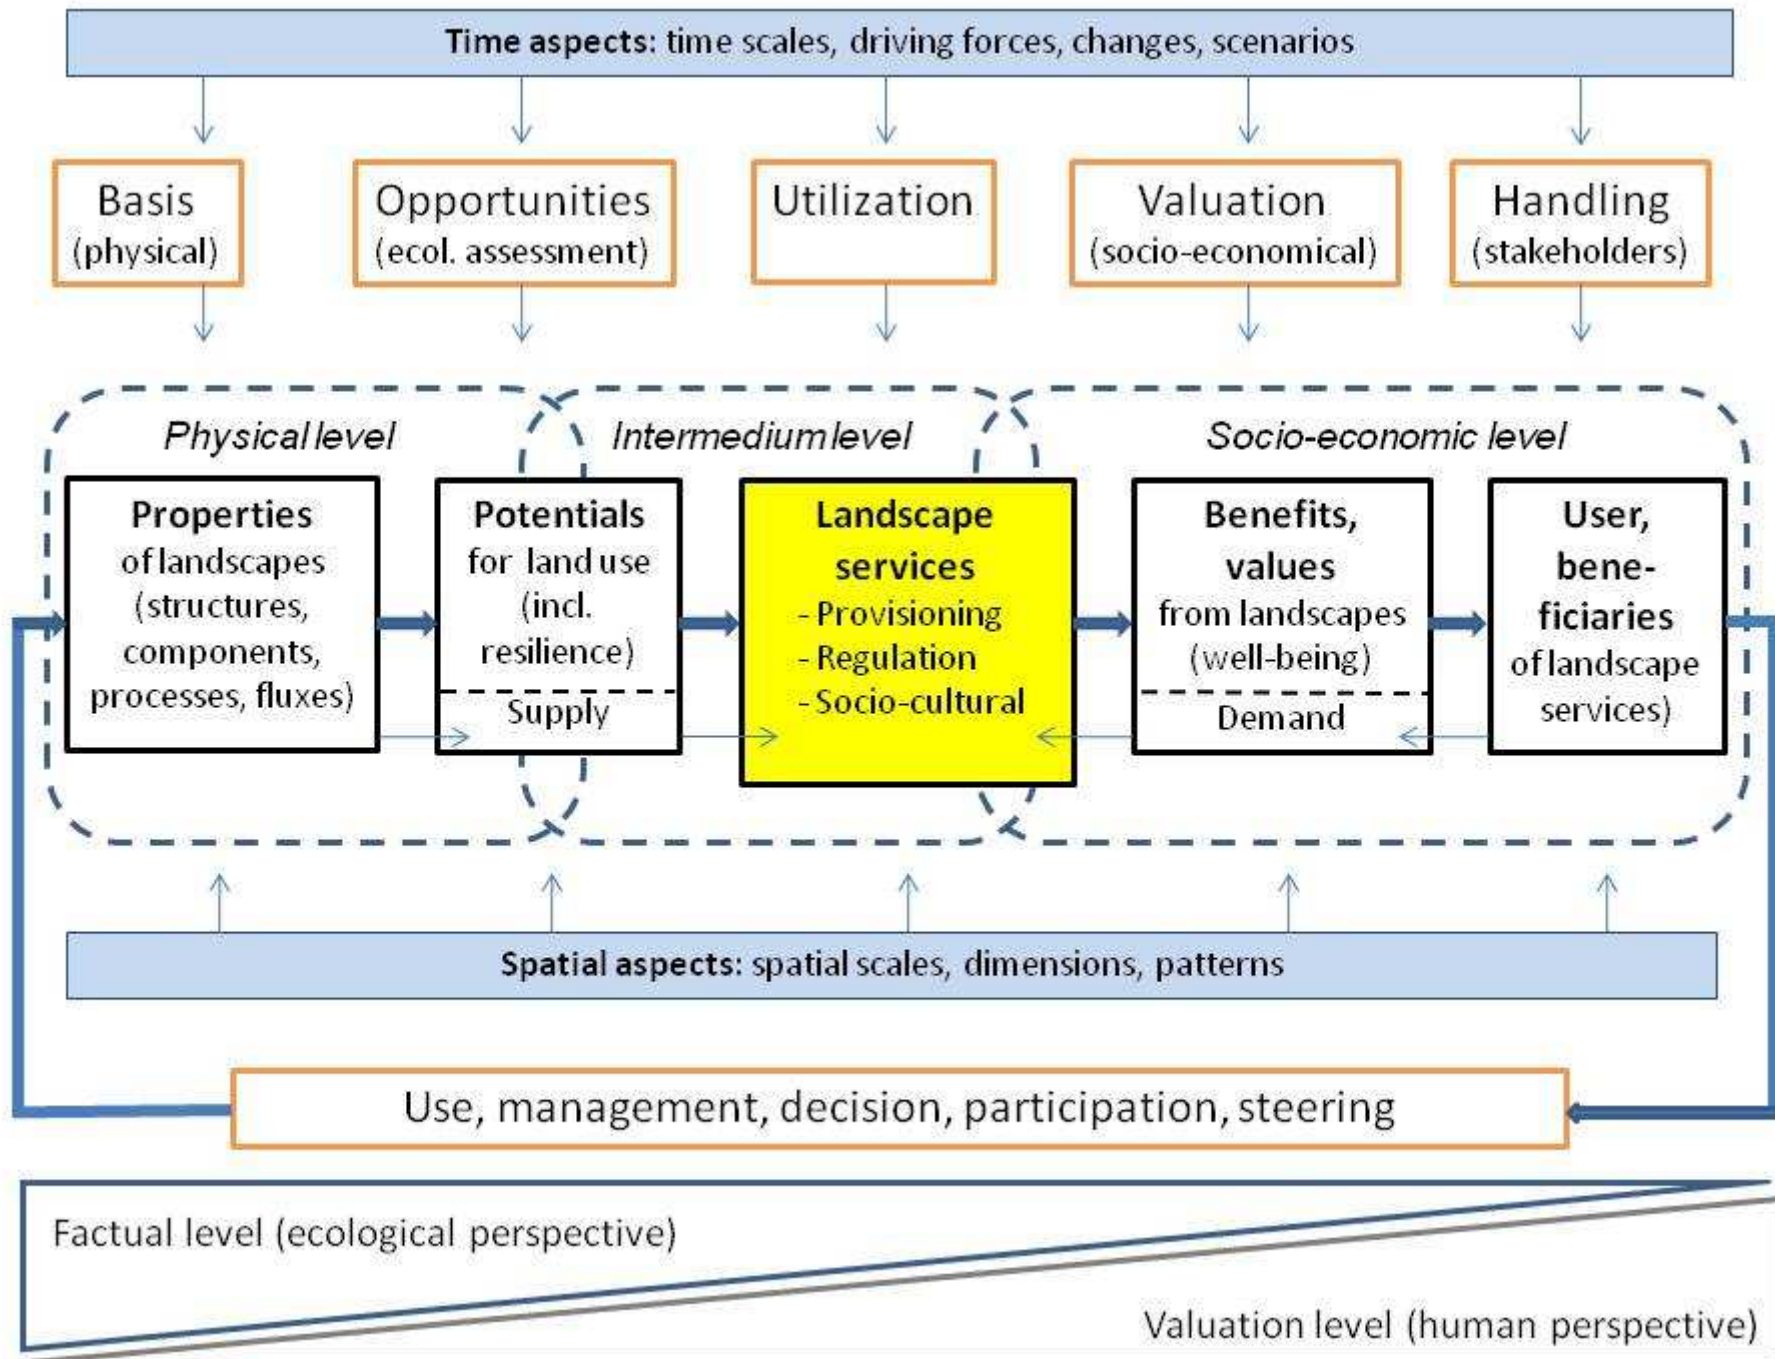 Time aspects: time scales, driving forces, changes, scenarios
Basis
(physical)
Opportunities
(ecol. assessment)
Utilization
Valuation
(socio-economical)
Handling
(stakeholders)
Physical level
Intermedium level
Socio-economic level
Properties
of landscapes
(structures,
components,
processes, fluxes)
Potentials
for land use
(incl.
resilience)
Supply
Landscape
services
- Provisioning
- Regulation
- Socio-cultural
Benefits,
values
from landscapes
(well-being)
Demand
User,
bene-
ficiaries
of landscape
services)
Spatial aspects: spatial scales, dimensions, patterns
Use, management, decision, participation, steering
Factual level (ecological perspective)
Valuation level (human perspective)